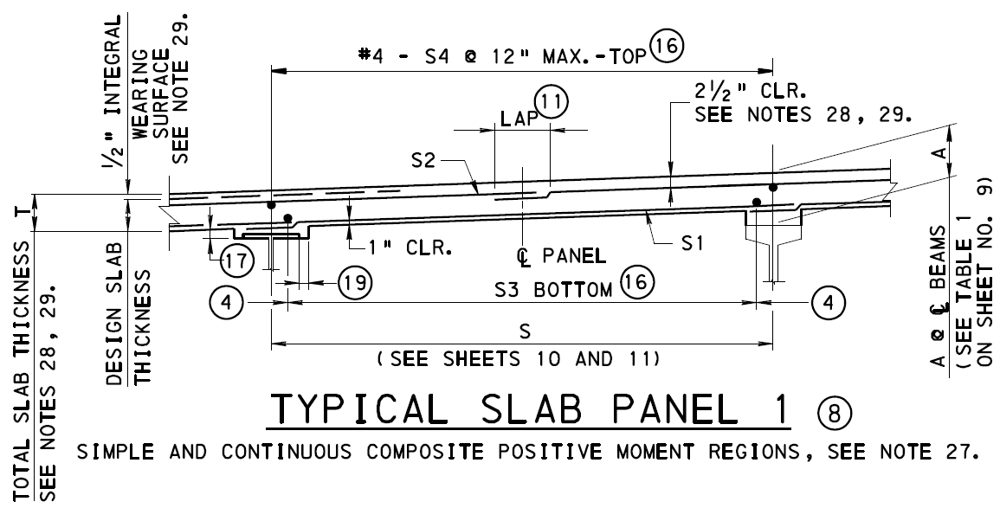 #4 - S4 @ 12" MAX.-TOP 16
1/2" INTEGRAL
WEARING
SURFACE
SEE NOTE 29.
LAP 11
2 1/2" CLR.
SEE NOTES 28, 29.
S2
A
TOTAL SLAB THICKNESS T
SEE NOTES 28, 29.
DESIGN SLAB
THICKNESS
17
1" CLR.
℄ PANEL
S1
19
4
S3 BOTTOM 16
4
A @ ℄ BEAMS
(SEE TABLE 1
ON SHEET NO. 9)
S
(SEE SHEETS 10 AND 11)
TYPICAL SLAB PANEL 1 8
SIMPLE AND CONTINUOUS COMPOSITE POSITIVE MOMENT REGIONS, SEE NOTE 27.